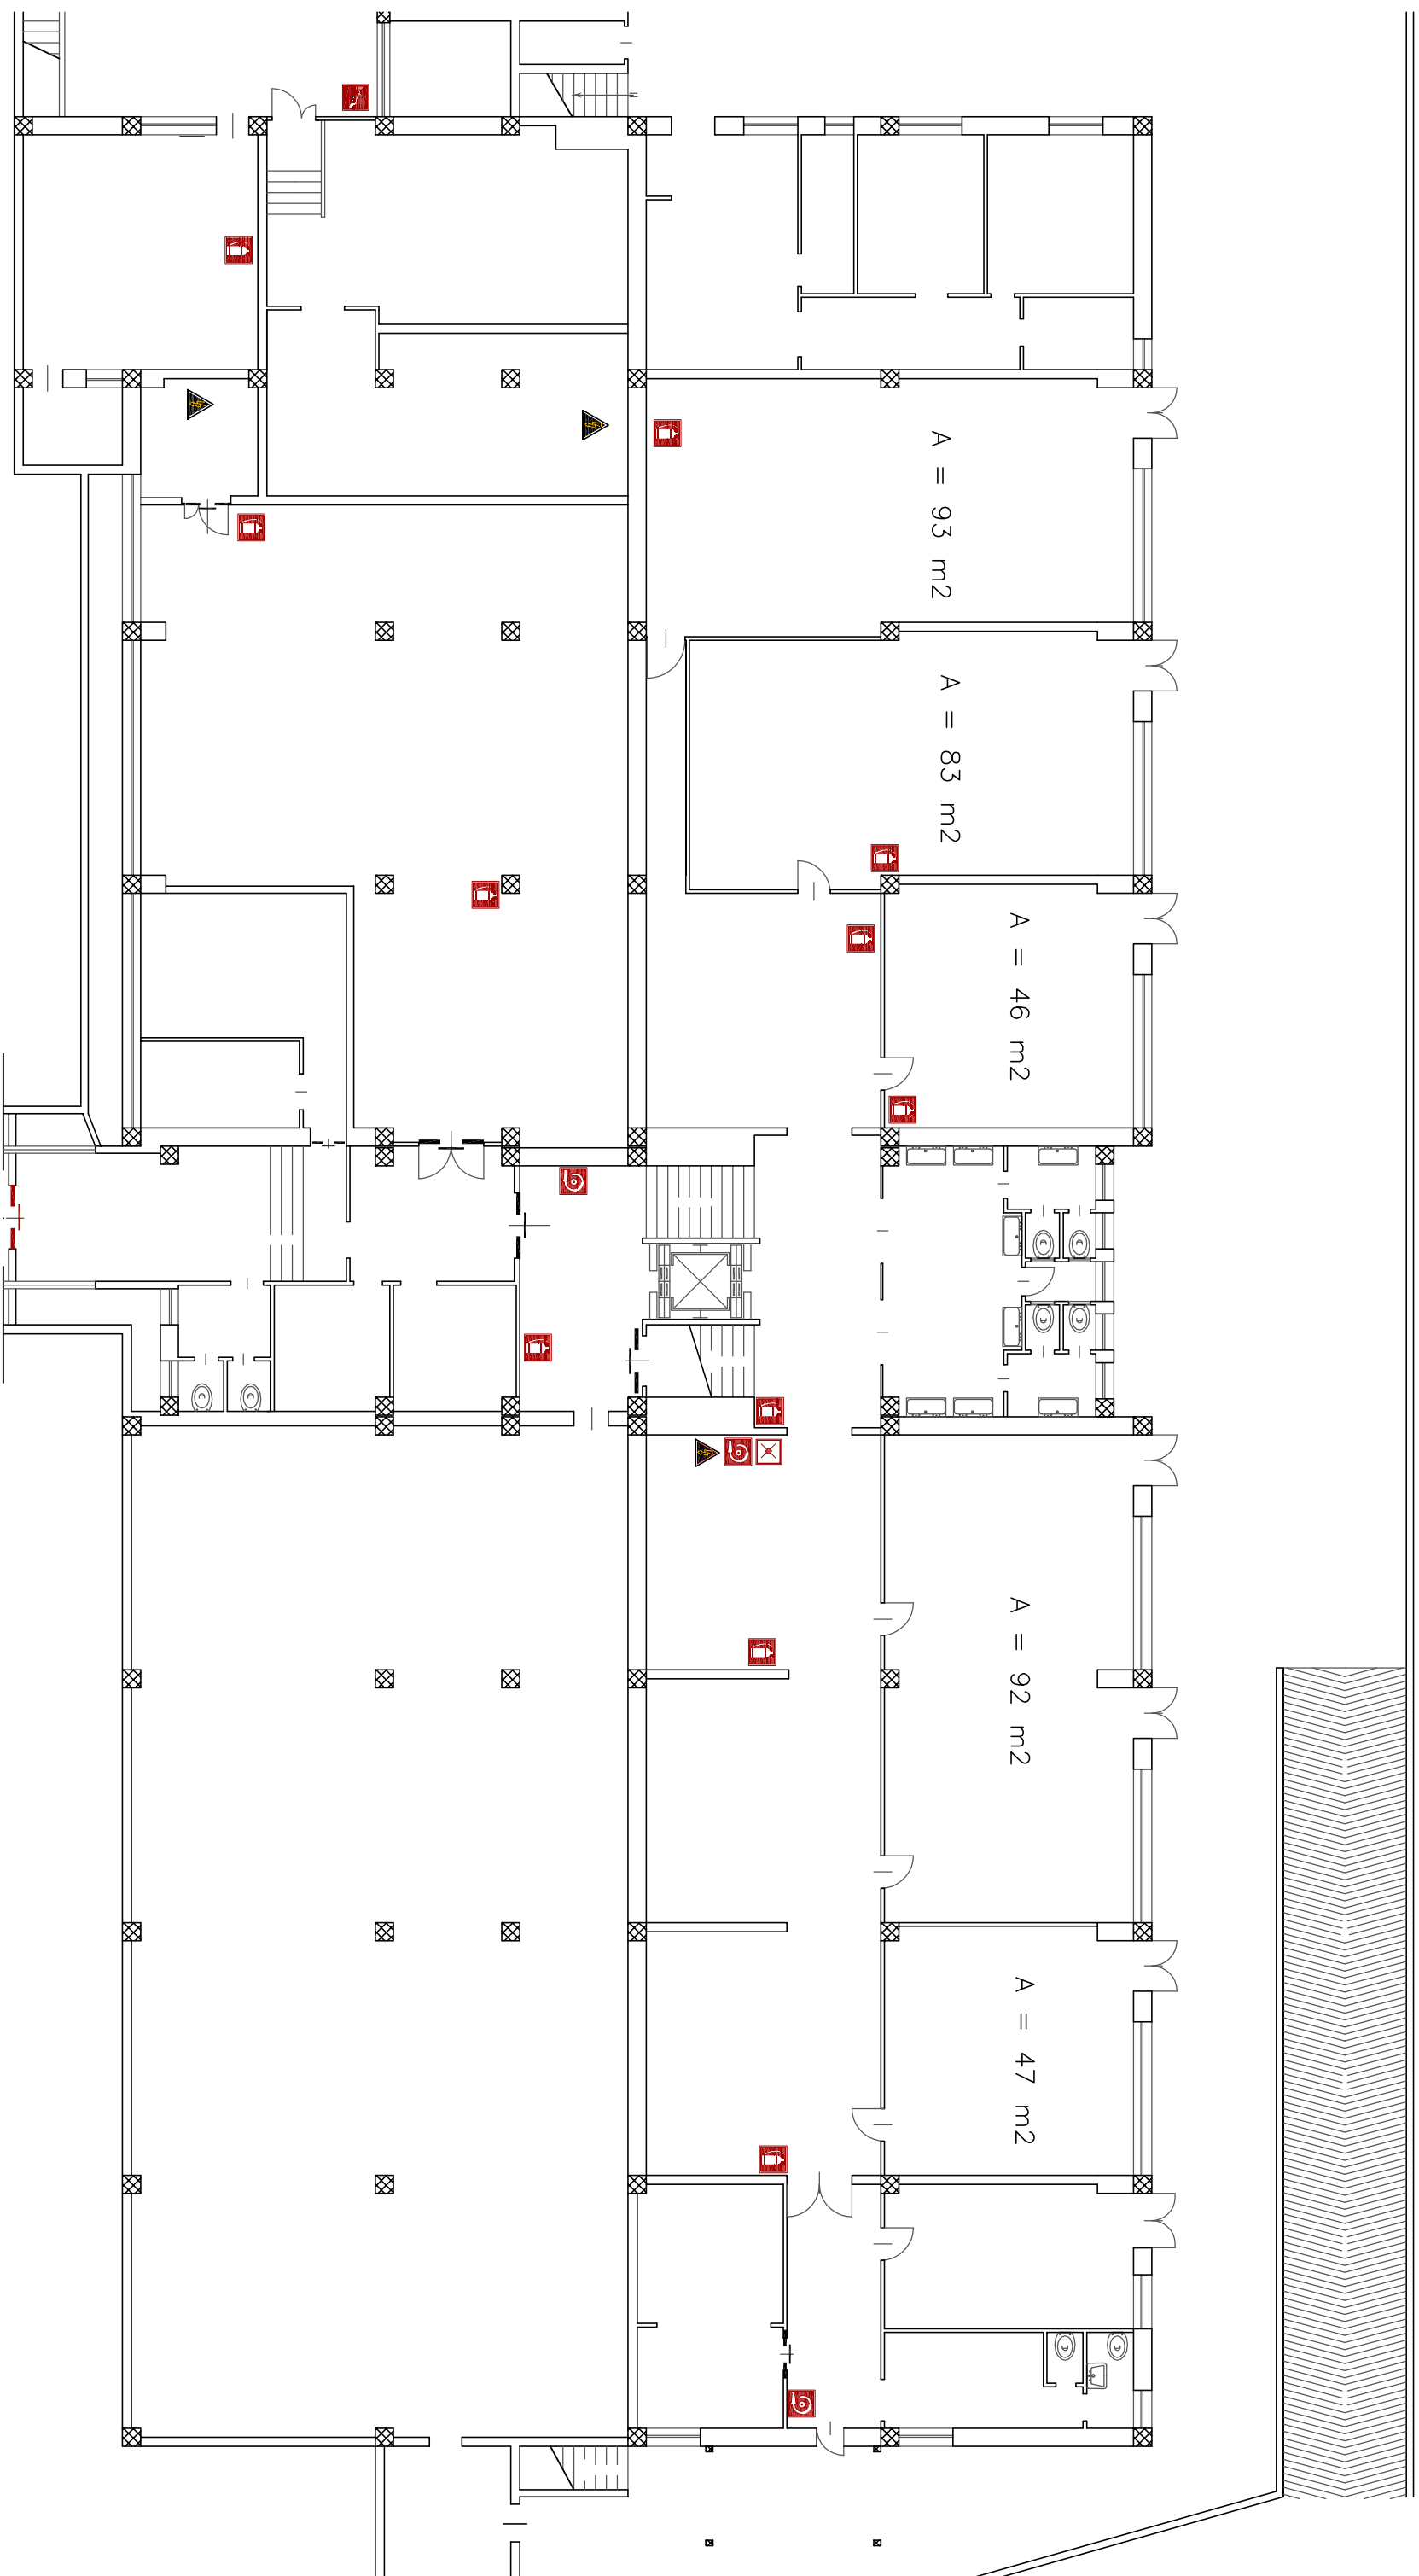 A = 93 m2
A = 83 m2
A = 46 m2
A = 92 m2
A = 47 m2